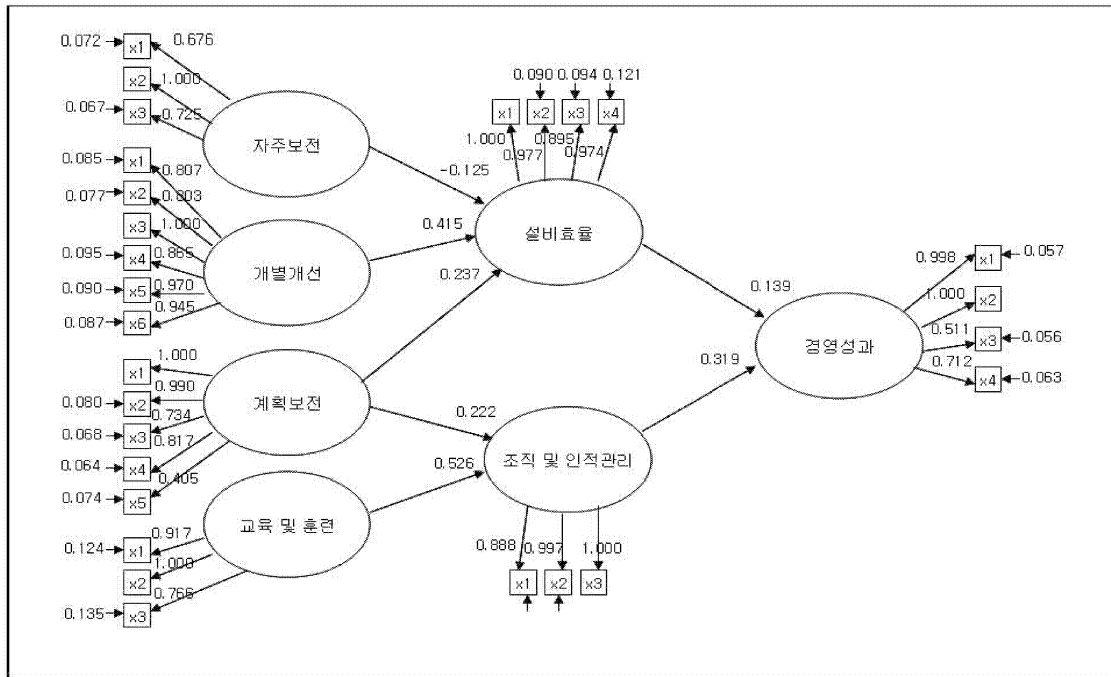 0.072
x1
0.676
x2
1.000
0.067
x3
0.725
자주보전
0.090
0.094
0.121
x1
x2
x3
x4
1.000
0.977
0.895
0.974
-0.125
0.085
x1
0.807
0.077
x2
0.803
x3
1.000
0.095
x4
0.090
x5
0.970
0.087
x6
0.945
개별개선
0.415
설비효율
0.237
0.139
0.998
x1
0.057
1.000
x2
0.511
x3
0.056
0.712
x4
0.063
경영성과
0.319
x1
1.000
0.080
x2
0.990
0.068
x3
0.734
0.064
x4
0.817
0.074
x5
0.405
계획보전
0.222
0.526
조직 및 인적관리
0.888
0.997
1.000
x1
x2
x3
교육 및 훈련
0.124
x1
0.917
x2
1.000
0.135
x3
0.766